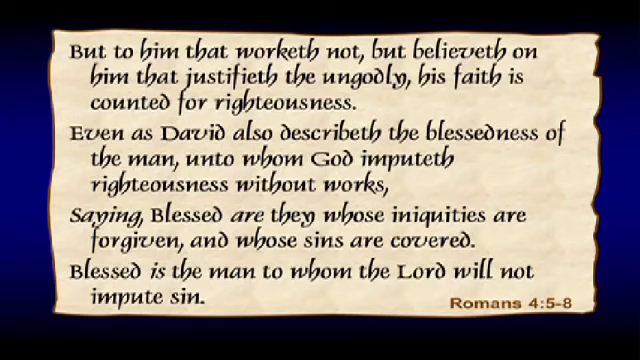 But to him that worketh not, but believeth on
him that justifieth the ungodly, his faith is
counted for righteousness.
Even as David also describeth the blessedness of
the man, unto whom God imputeth
righteousness without works,
Saying, Blessed are they whose iniquities are
forgiven, and whose sins are covered.
Blessed is the man to whom the Lord will not
impute sin.
Romans 4:5-8